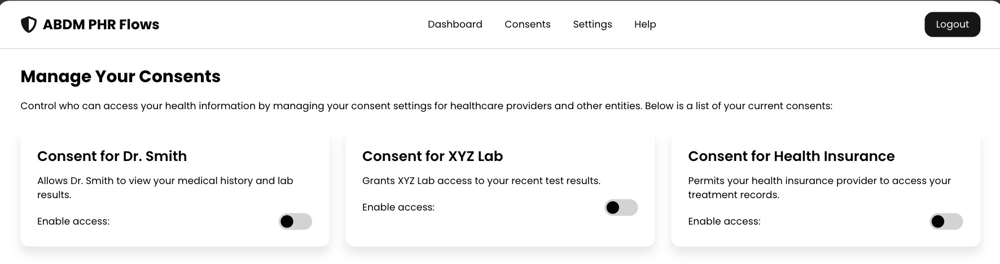 ABDM PHR Flows
Dashboard
Consents
Settings
Help
Logout
Manage Your Consents
Control who can access your health information by managing your consent settings for healthcare providers and other entities. Below is a list of your current consents:
Consent for Dr. Smith
Allows Dr. Smith to view your medical history and lab
results.
Enable access:
Consent for XYZ Lab
Grants XYZ Lab access to your recent test results.
Enable access:
Consent for Health Insurance
Permits your health insurance provider to access your
treatment records.
Enable access: